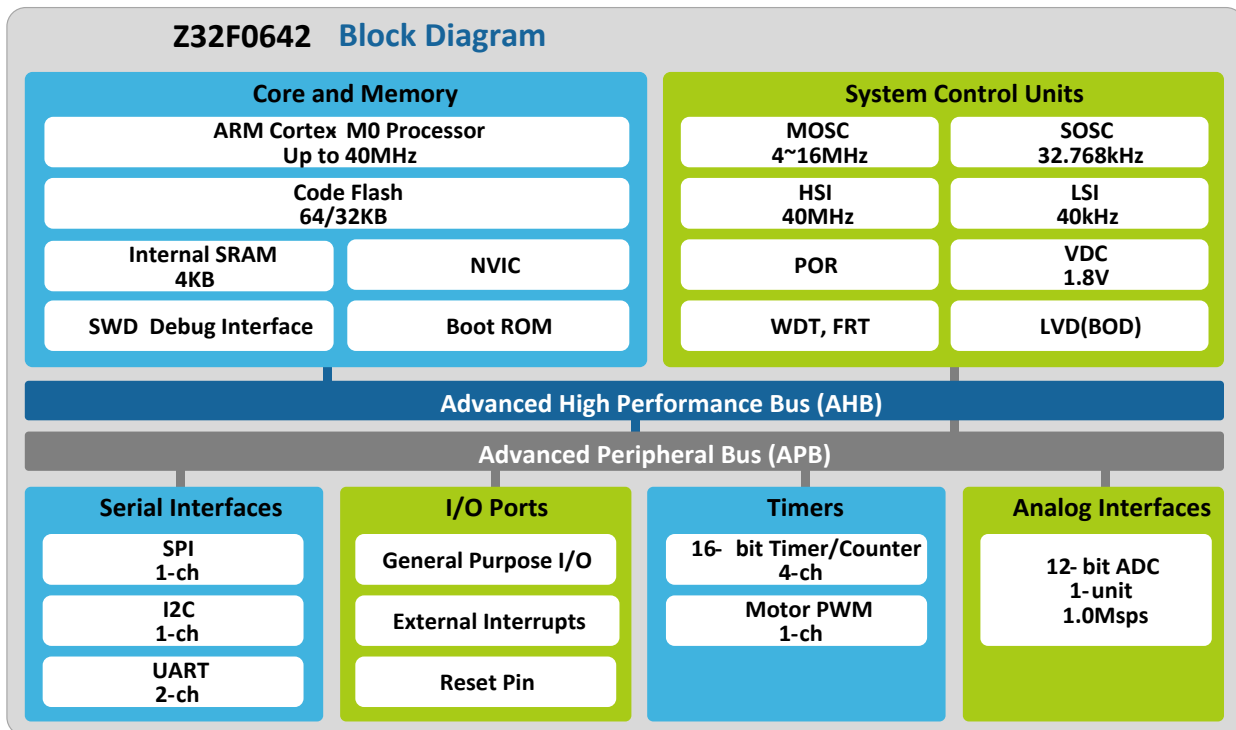 Z32F0642 Block Diagram
Core and Memory
ARM Cortex M0 Processor
Up to 40MHz
Code Flash
64/32KB
Internal SRAM
4KB
NVIC
SWD Debug Interface
Boot ROM
System Control Units
MOSC
4~16MHz
SOSC
32.768kHz
HSI
40MHz
LSI
40kHz
POR
VDC
1.8V
WDT, FRT
LVD(BOD)
Advanced High Performance Bus (AHB)
Advanced Peripheral Bus (APB)
Serial Interfaces
SPI
1-ch
I2C
1-ch
UART
2-ch
I/O Ports
General Purpose I/O
External Interrupts
Reset Pin
Timers
16- bit Timer/Counter
4-ch
Motor PWM
1-ch
Analog Interfaces
12- bit ADC
1-unit
1.0Msps